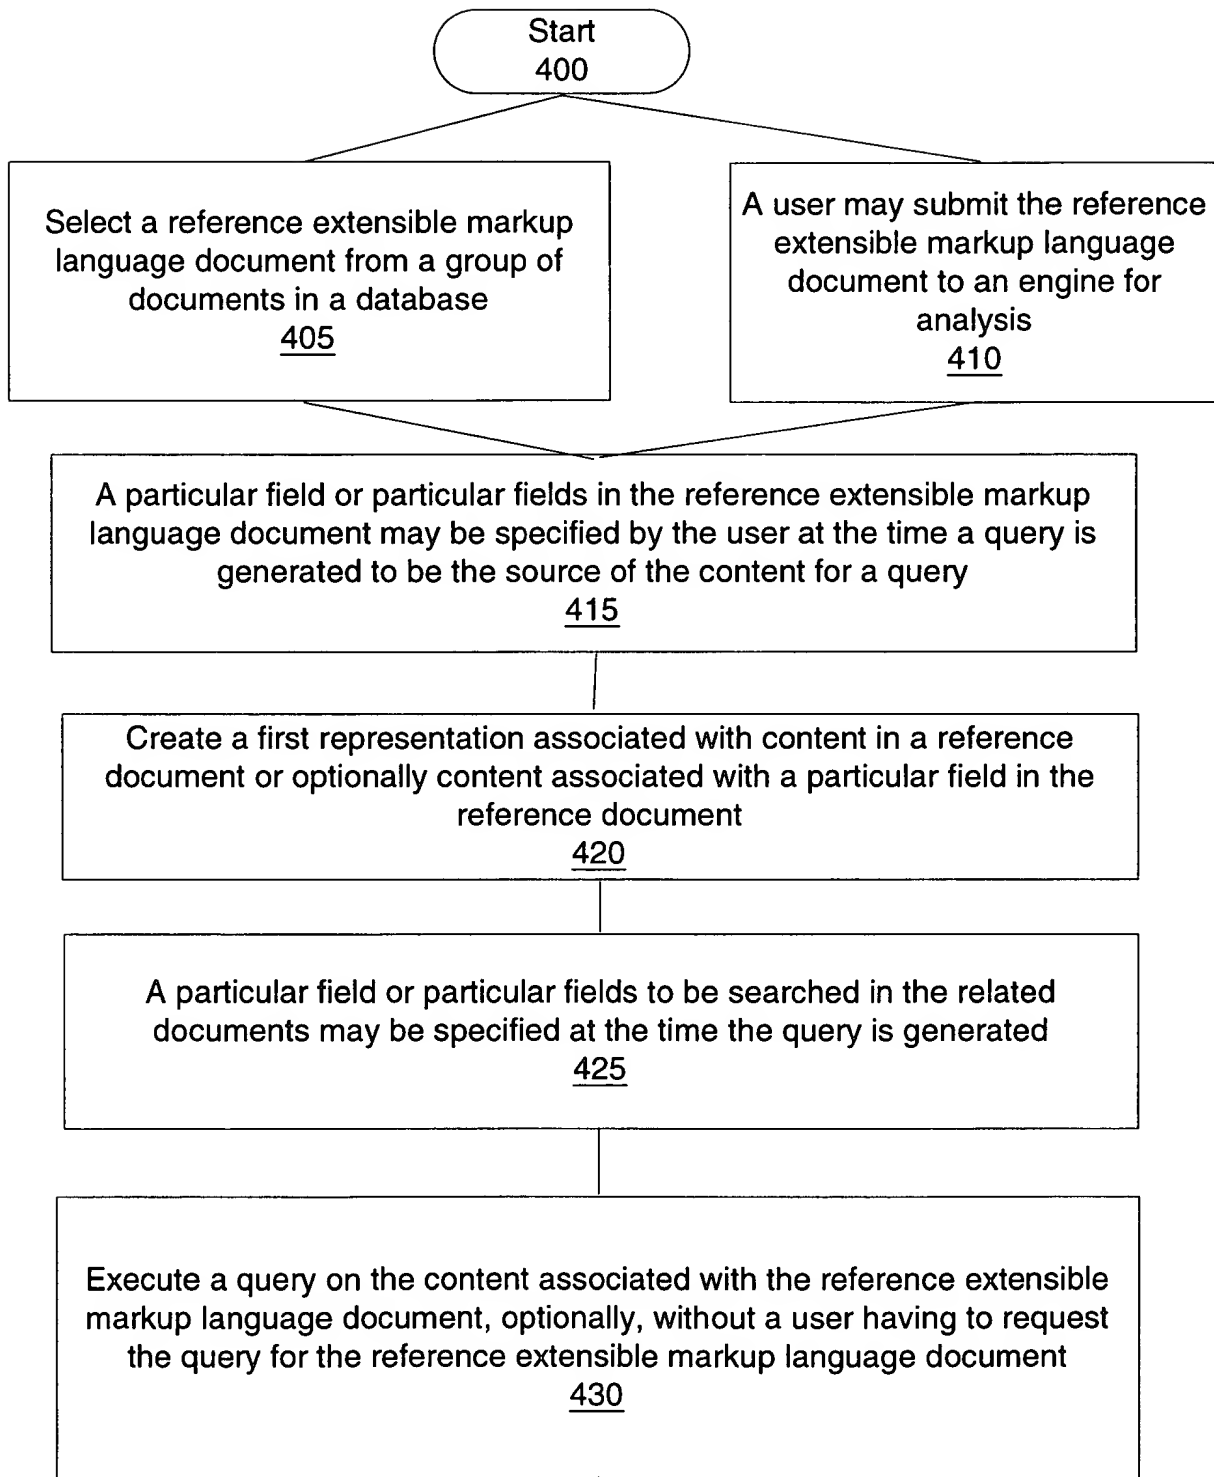 Start
400
Select a reference extensible markup
language document from a group of
documents in a database
405
A user may submit the reference
extensible markup language
document to an engine for
analysis
410
A particular field or particular fields in the reference extensible markup
language document may be specified by the user at the time a query is
generated to be the source of the content for a query
415
Create a first representation associated with content in a reference
document or optionally content associated with a particular field in the
reference document
420
A particular field or particular fields to be searched in the related
documents may be specified at the time the query is generated
425
Execute a query on the content associated with the reference extensible
markup language document, optionally, without a user having to request
the query for the reference extensible markup language document
430